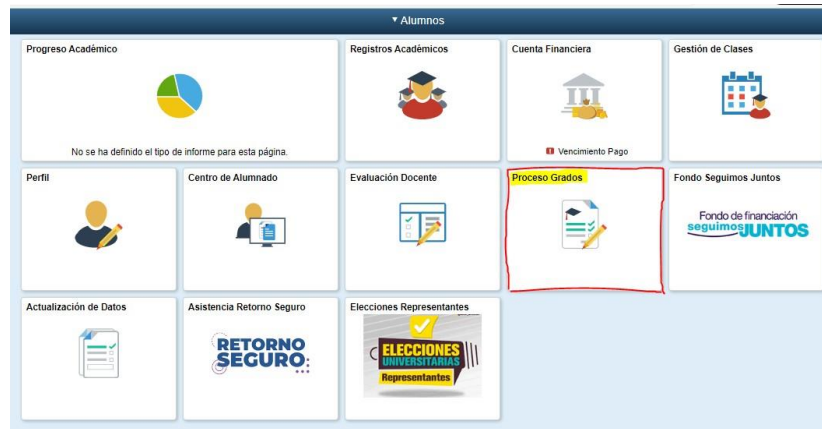 ▼ Alumnos
Progreso Académico
No se ha definido el tipo de informe para esta página.
Registros Académicos
Cuenta Financiera
Vencimiento Pago
Gestión de Clases
Perfil
Centro de Alumnado
Evaluación Docente
Proceso Grados
Fondo Seguimos Juntos
Fondo de financiación
seguimos JUNTOS
Actualización de Datos
Asistencia Retorno Seguro
RETORNO
SEGURO
Elecciones Representantes
ELECCIONES
UNIVERSITARIAS
Representantes